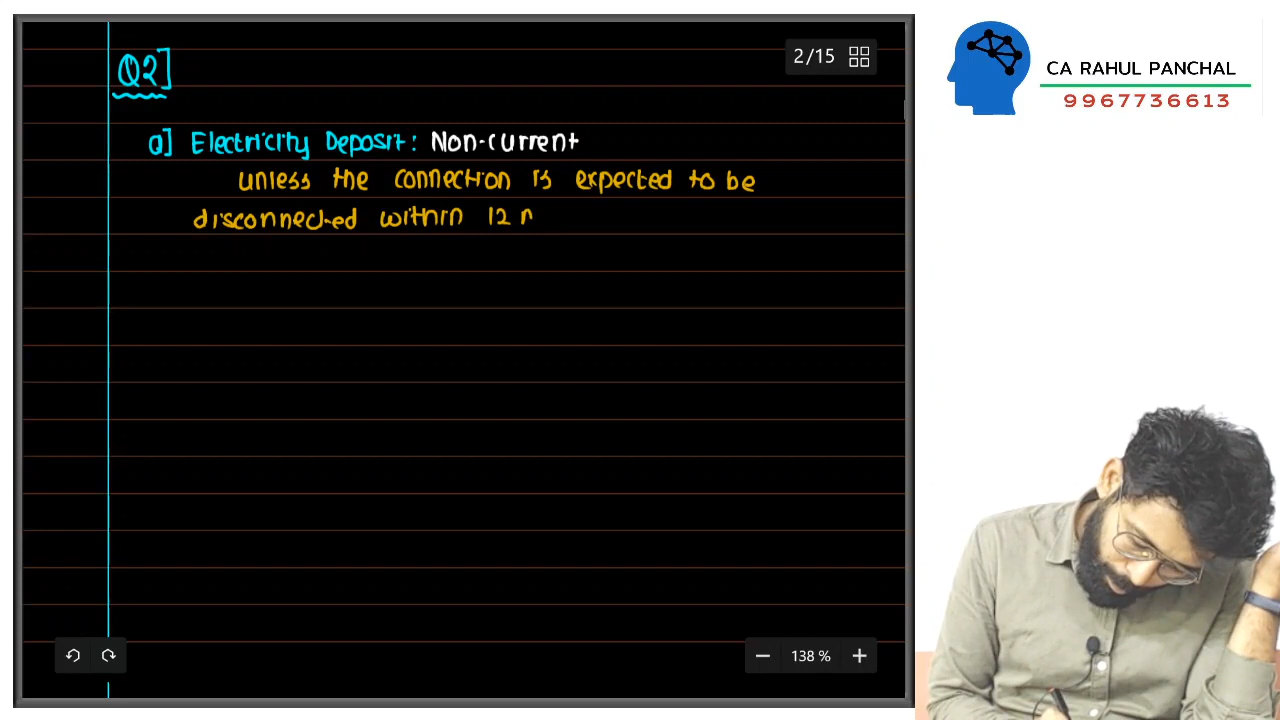 Q2]
2/15
CA RAHUL PANCHAL
9967736613
a] Electricity Deposit: Non-current
unless the connection is expected to be
disconnected within 12 n
138 %